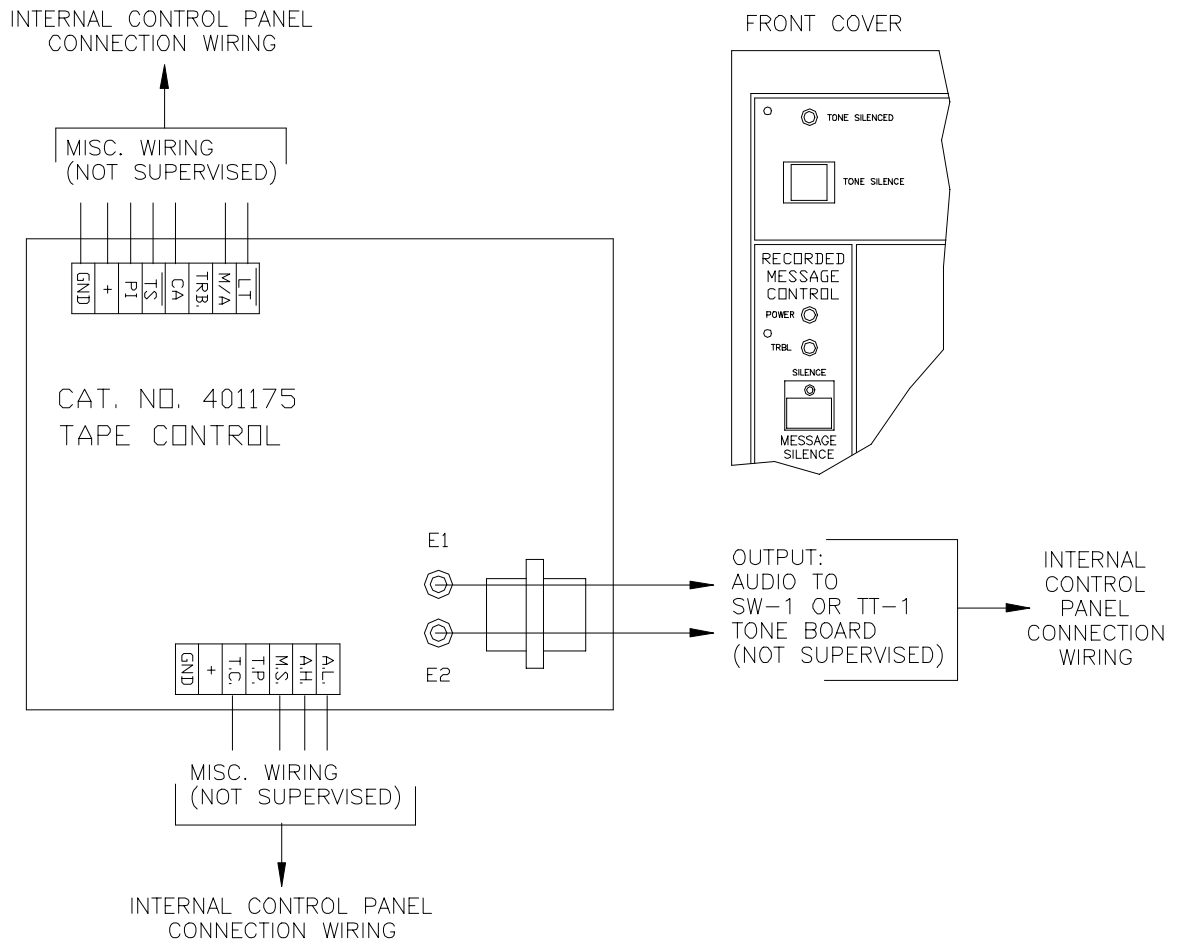 INTERNAL CONTROL PANEL
CONNECTION WIRING
MISC. WIRING
(NOT SUPERVISED)
GND
+
PI
TS
CA
TRB.
M/A
LT
CAT. NO. 401175
TAPE CONTROL
FRONT COVER
TONE SILENCED
TONE SILENCE
RECORDED
MESSAGE
CONTROL
POWER
TRBL
SILENCE
MESSAGE
SILENCE
E1
E2
OUTPUT:
AUDIO TO
SW-1 OR TT-1
TONE BOARD
(NOT SUPERVISED)
INTERNAL
CONTROL
PANEL
CONNECTION
WIRING
GND
+
T.C.
T.P.
M.S.
A.H.
A.L.
MISC. WIRING
(NOT SUPERVISED)
INTERNAL CONTROL PANEL
CONNECTION WIRING